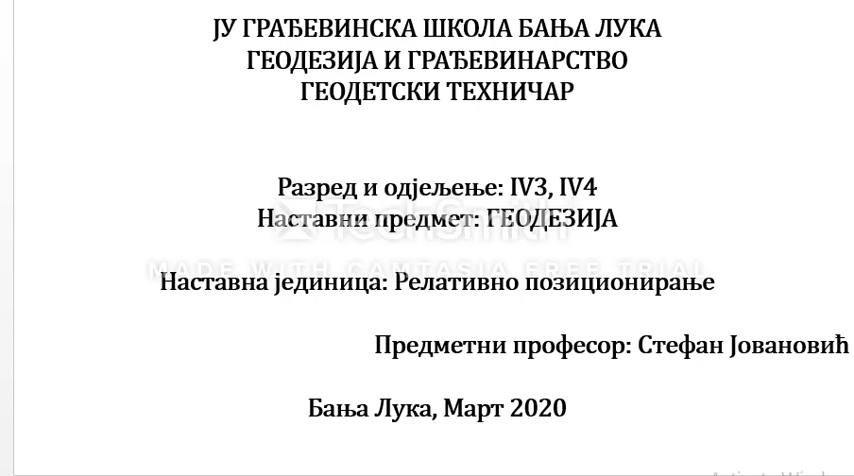 ЈУ ГРАЂЕВИНСКА ШКОЛА БАЊА ЛУКА
ГЕОДЕЗИЈА И ГРАЂЕВИНАРСТВО
ГЕОДЕТСКИ ТЕХНИЧАР
Разред и одјељење: IV3, IV4
Наставни предмет: ГЕОДЕЗИЈА
TechSmith
MADE WITH CAMTASIA FREE TRIAL
Наставна јединица: Релативно позиционирање
Предметни професор: Стефан Јовановић
Бања Лука, Март 2020